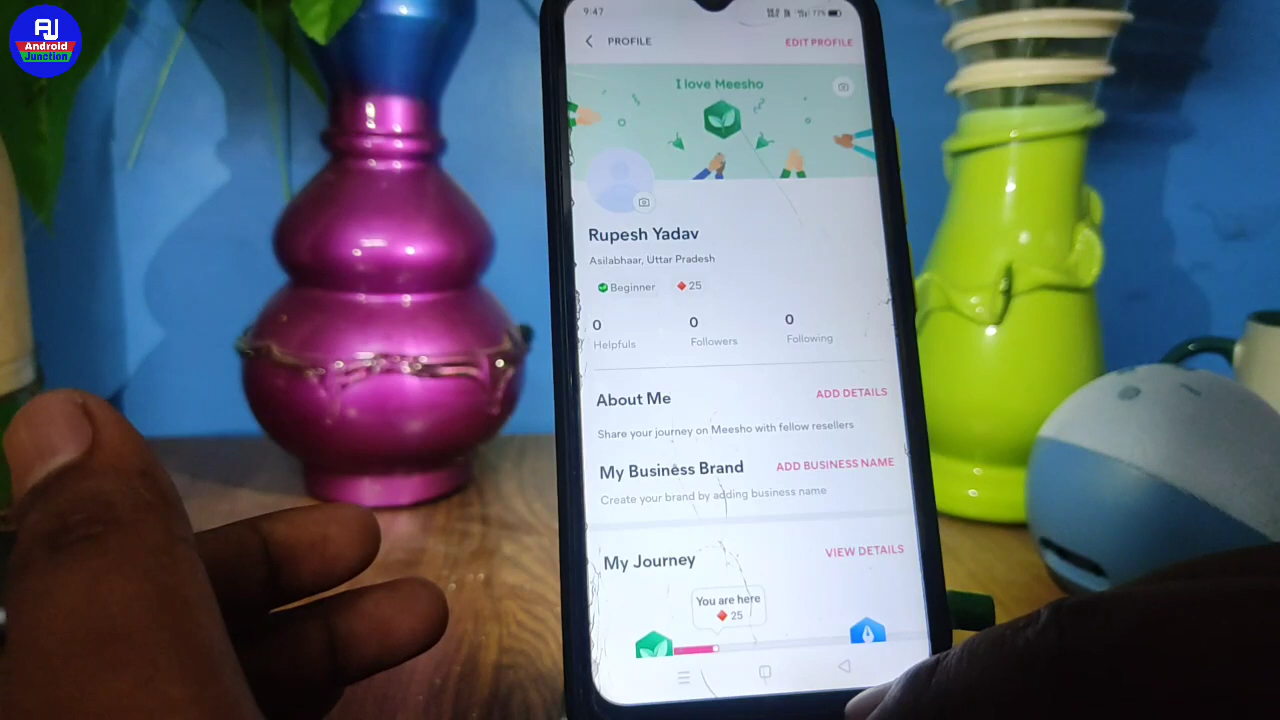 AJ
Android
Junction
9:47
77%
PROFILE
EDIT PROFILE
I love Meesho
Rupesh Yadav
Asilabhaar, Uttar Pradesh
Beginner
25
0
0
0
Helpfuls
Followers
Following
About Me
ADD DETAILS
Share your journey on Meesho with fellow resellers
My Business Brand
ADD BUSINESS NAME
Create your brand by adding business name
My Journey
VIEW DETAILS
You are here
25